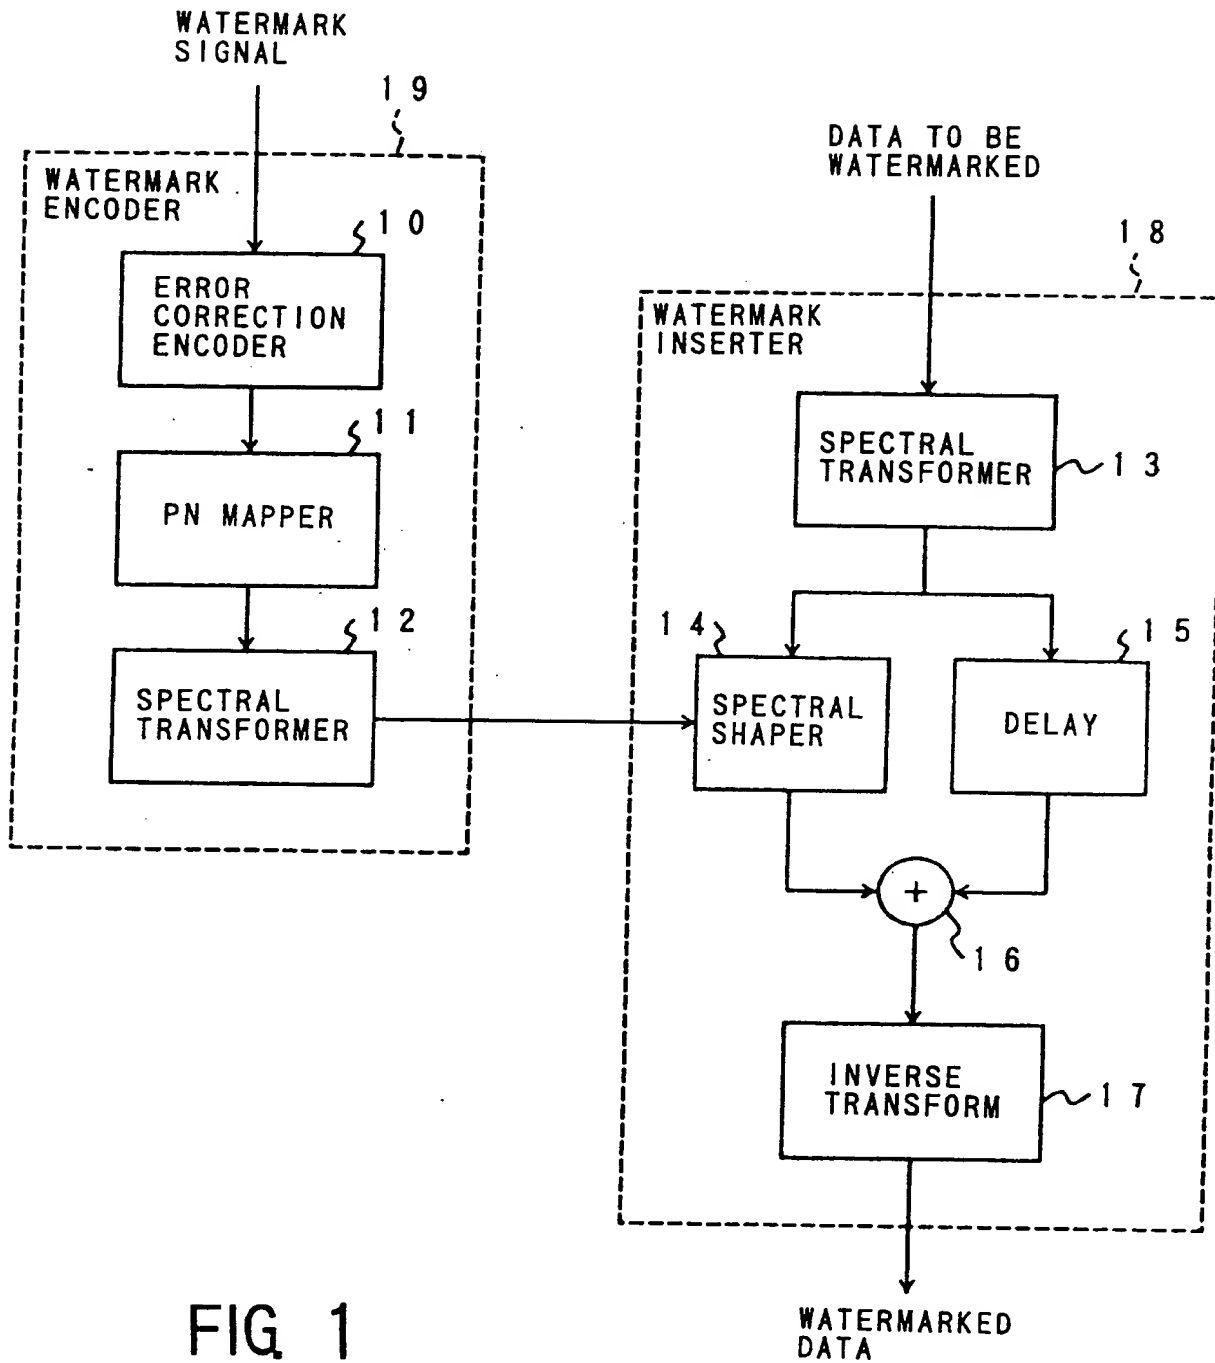 WATERMARK
SIGNAL
19
WATERMARK
ENCODER
10
ERROR
CORRECTION
ENCODER
11
PN MAPPER
12
SPECTRAL
TRANSFORMER
DATA TO BE
WATERMARKED
18
WATERMARK
INSERTER
SPECTRAL
TRANSFORMER
13
14
SPECTRAL
SHAPER
15
DELAY
+
16
INVERSE
TRANSFORM
17
WATERMARKED
DATA
FIG. 1